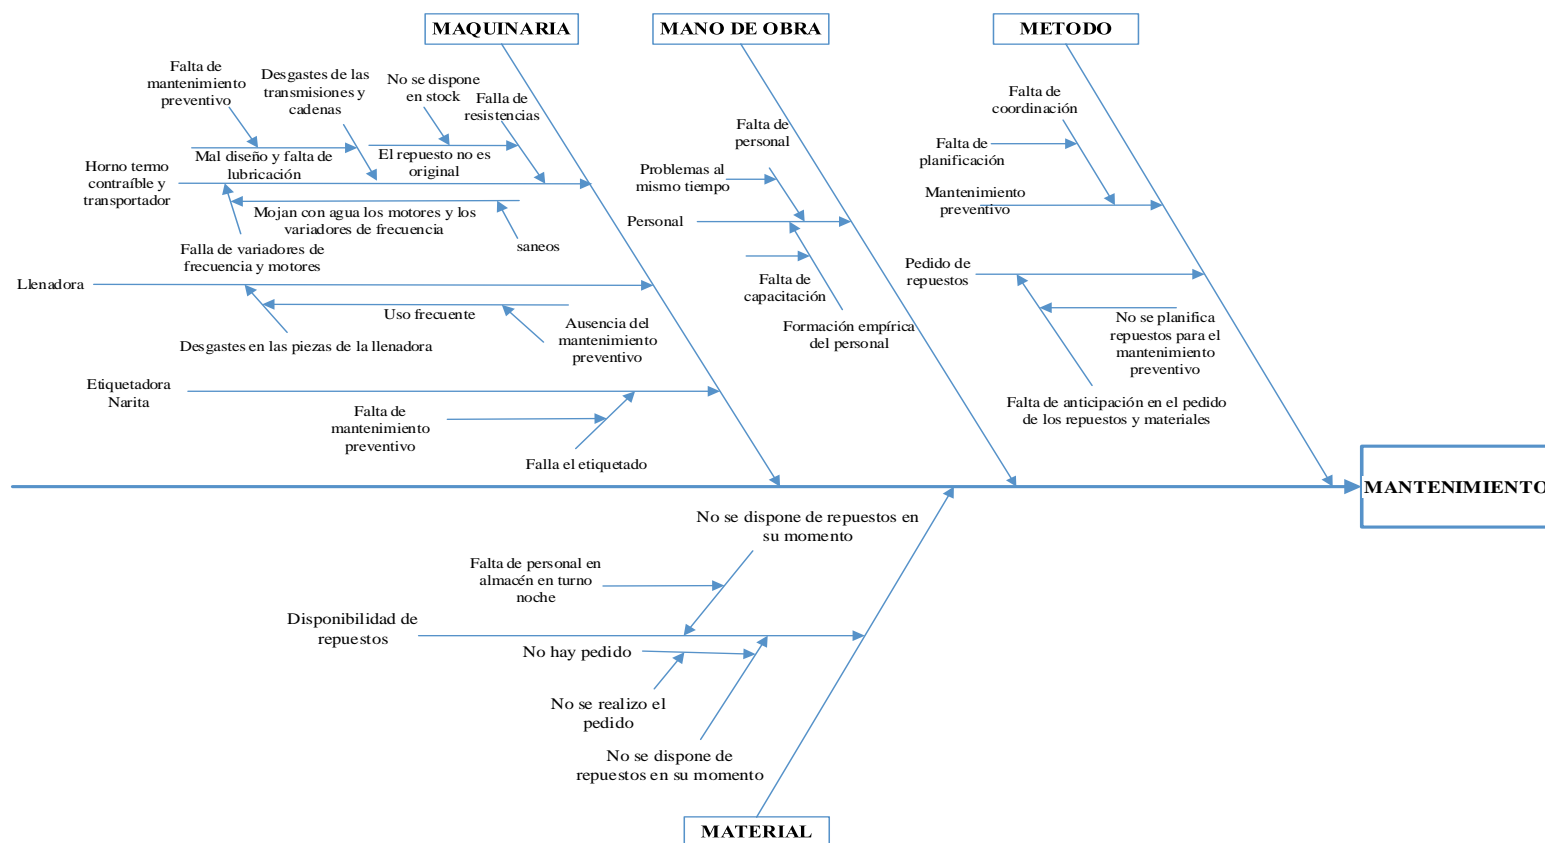 MAQUINARIA
MANO DE OBRA
METODO
Falta de
mantenimiento
preventivo
Desgastes de las
transmisiones y
cadenas
No se dispone
en stock
Falla de
resistencias
Mal diseño y falta de
lubricación
El repuesto no es
original
Horno termo
contraíble y
transportador
Mojan con agua los motores y los
variadores de frecuencia
saneos
Falla de variadores de
frecuencia y motores
Llenadora
Uso frecuente
Ausencia del
mantenimiento
preventivo
Desgastes en las piezas de la llenadora
Etiquetadora
Narita
Falta de
mantenimiento
preventivo
Falla el etiquetado
Falta de
personal
Problemas al
mismo tiempo
Personal
Falta de
capacitación
Formación empírica
del personal
Falta de
coordinación
Falta de
planificación
Mantenimiento
preventivo
Pedido de
repuestos
No se planifica
repuestos para el
mantenimiento
preventivo
Falta de anticipación en el pedido
de los repuestos y materiales
MANTENIMIENTO
No se dispone de repuestos en
su momento
Falta de personal en
almacén en turno
noche
Disponibilidad de
repuestos
No hay pedido
No se realizo el
pedido
No se dispone de
repuestos en su momento
MATERIAL